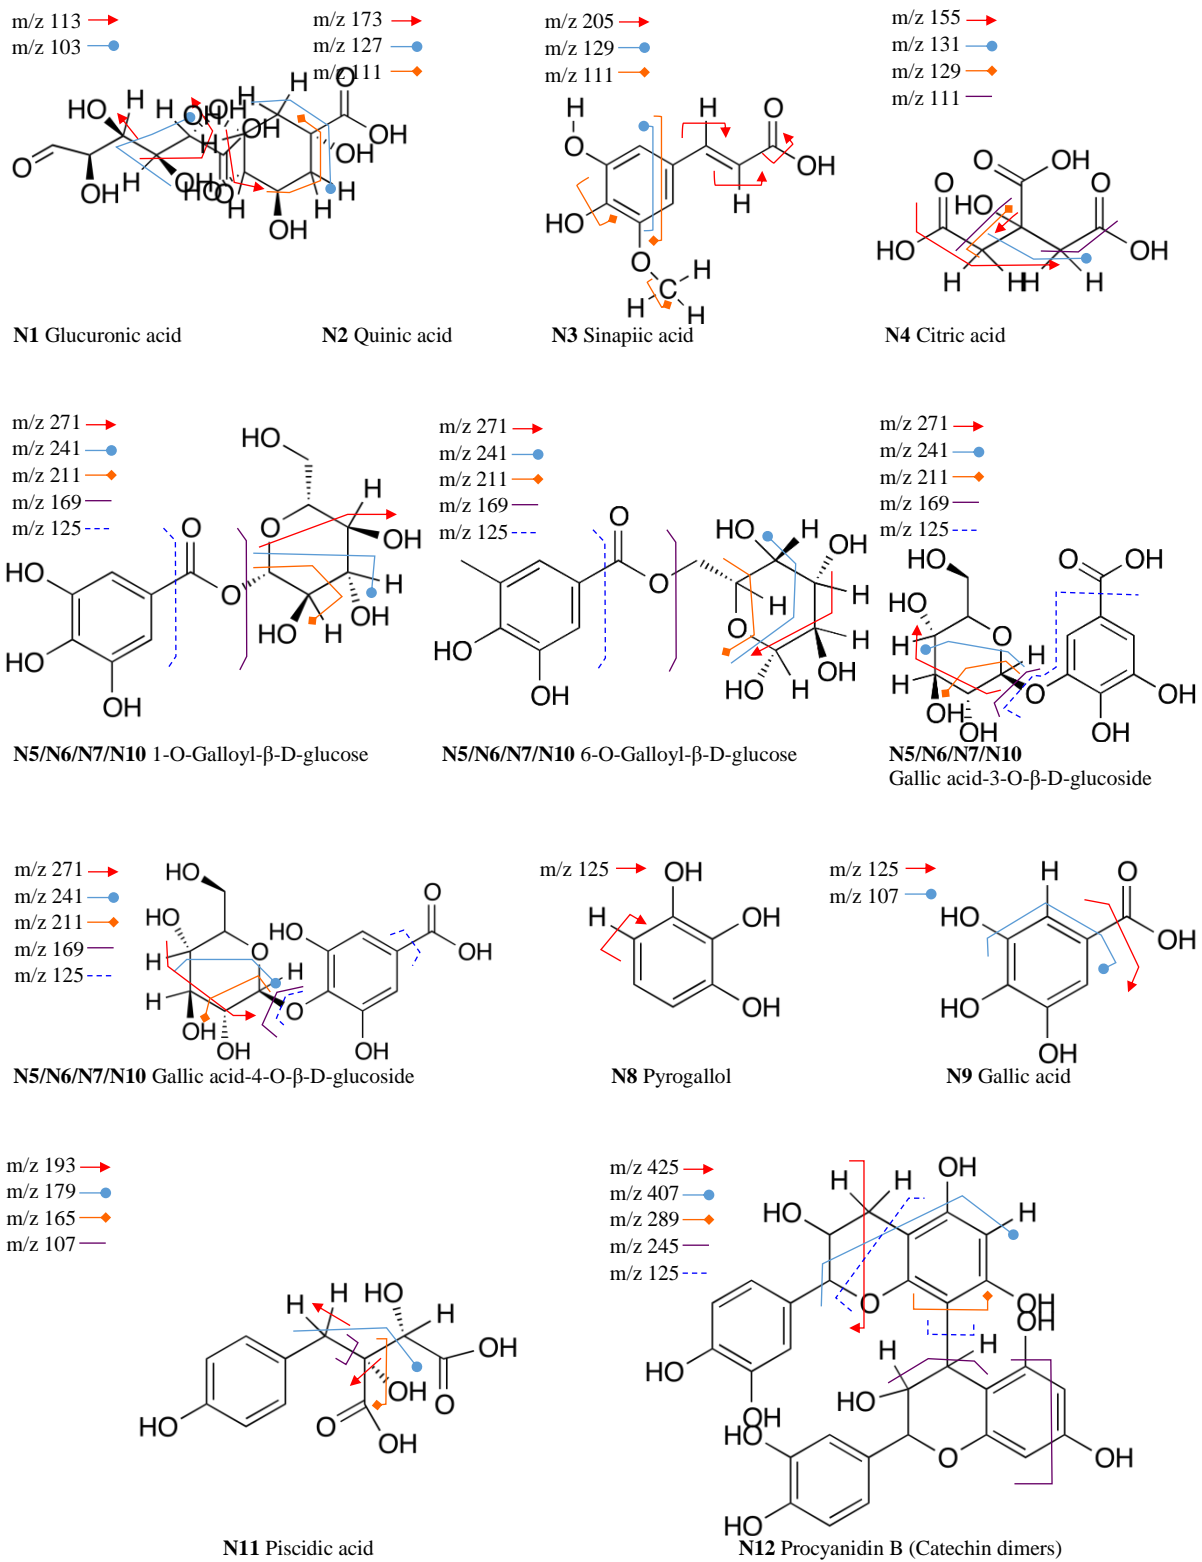 m/z 113
m/z 103
m/z 173
m/z 127
m/z 111
m/z 205
m/z 129
m/z 111
m/z 155
m/z 131
m/z 129
m/z 111
N1 Glucuronic acid
N2 Quinic acid
N3 Sinapiic acid
N4 Citric acid
m/z 271
m/z 241
m/z 211
m/z 169
m/z 125
m/z 271
m/z 241
m/z 211
m/z 169
m/z 125
m/z 271
m/z 241
m/z 211
m/z 169
m/z 125
N5/N6/N7/N10 1-O-Galloyl-β-D-glucose
N5/N6/N7/N10 6-O-Galloyl-β-D-glucose
N5/N6/N7/N10
Gallic acid-3-O-β-D-glucoside
m/z 271
m/z 241
m/z 211
m/z 169
m/z 125
m/z 125
m/z 125
m/z 107
N5/N6/N7/N10 Gallic acid-4-O-β-D-glucoside
N8 Pyrogallol
N9 Gallic acid
m/z 193
m/z 179
m/z 165
m/z 107
m/z 425
m/z 407
m/z 289
m/z 245
m/z 125
N11 Piscidic acid
N12 Procyanidin B (Catechin dimers)